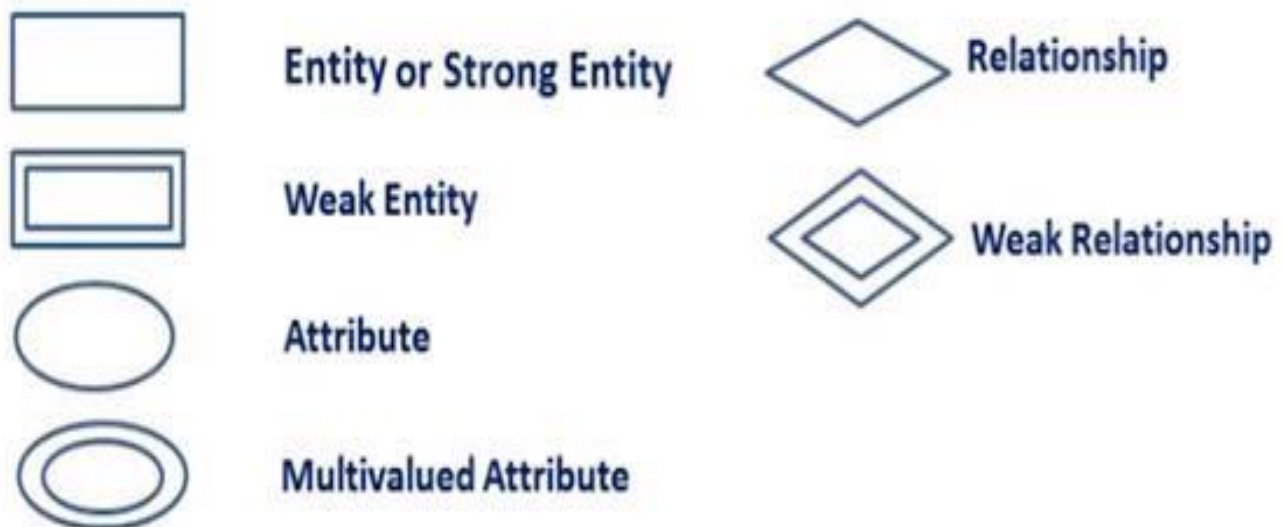 Entity or Strong Entity
Relationship
Weak Entity
Weak Relationship
Attribute
Multivalued Attribute